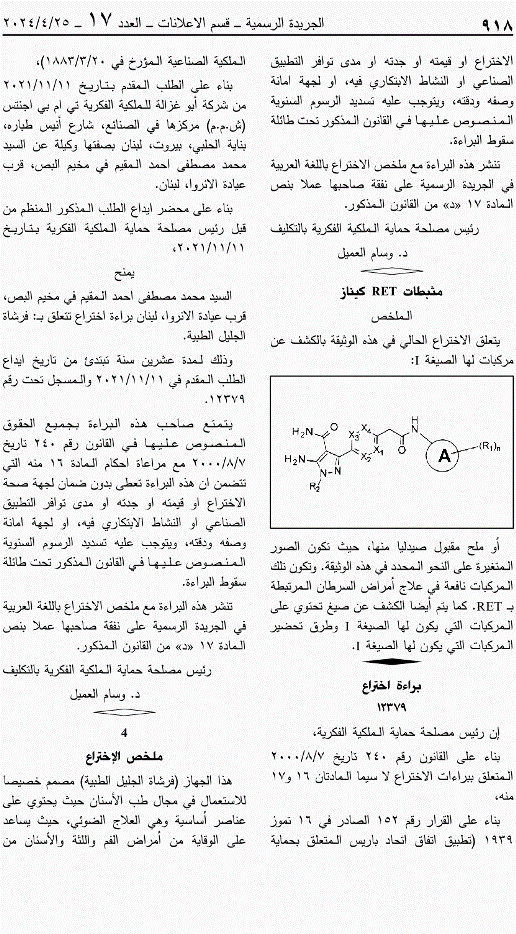 ٩١٨
الجريدة الرسمية ــ قسم الاعلانات ــ العدد ١٧ ــ ٢٠٢٤/٤/٢٥
الاختراع او قيمته او جدته او مدى توافر التطبيق
الصناعي او النشاط الابتكاري فيه، او لجهة امانة
وصفه ودقته، ويتوجب عليه تسديد الرسوم السنوية
المنصوص عليها في القانون المذكور تحت طائلة
سقوط البراءة.
تنشر هذه البراءة مع ملخص الاختراع باللغة العربية
في الجريدة الرسمية على نفقة صاحبها عملا بنص
المادة ١٧ «د» من القانون المذكور.
رئيس مصلحة حماية الملكية الفكرية بالتكليف
د. وسام العميل
مثبطات RET كيناز
الملخص
يتعلق الاختراع الحالي في هذه الوثيقة بالكشف عن
مركبات لها الصيغة I:
H2N
O
H2N
N
N
R2
X3
X4
X2
X1
O
H
N
A
(R1)n
أو ملح مقبول صيدليا منها، حيث تكون الصور
المتغيرة على النحو المحدد في هذه الوثيقة. وتكون تلك
المركبات نافعة في علاج أمراض السرطان المرتبطة
بـ RET. كما يتم أيضا الكشف عن صيغ تحتوي على
المركبات التي يكون لها الصيغة I وطرق تحضير
المركبات التي يكون لها الصيغة I.
براءة اختراع
١٢٣٧٩
إن رئيس مصلحة حماية الملكية الفكرية،
بناء على القانون رقم ٢٤٠ تاريخ ٢٠٠٠/٨/٧
المتعلق ببراءات الاختراع لا سيما المادتان ١٦ و١٧
منه،
بناء على القرار رقم ١٥٢ الصادر في ١٦ تموز
١٩٣٩ (تطبيق اتفاق اتحاد باريس المتعلق بحماية
الملكية الصناعية المؤرخ في ١٨٨٣/٣/٢٠)،
بناء على الطلب المقدم بتاريخ ٢٠٢١/١١/١١
من شركة أبو غزالة للملكية الفكرية تي ام بي اجنتس
(ش.م.م) مركزها في الصنائع، شارع أنيس طباره،
بناية الحلبي، بيروت، لبنان بصفتها وكيلة عن السيد
محمد مصطفى احمد المقيم في مخيم البص، قرب
عيادة الانروا، لبنان.
بناء على محضر ايداع الطلب المذكور المنظم من
قبل رئيس مصلحة حماية الملكية الفكرية بتاريخ
٢٠٢١/١١/١١،
يمنح
السيد محمد مصطفى احمد المقيم في مخيم البص،
قرب عيادة الانروا، لبنان براءة اختراع تتعلق بـ: فرشاة
الجليل الطبية.
وذلك لمدة عشرين سنة تبتدئ من تاريخ ايداع
الطلب المقدم في ٢٠٢١/١١/١١ والمسجل تحت رقم
١٢٣٧٩.
يتمتع صاحب هذه البراءة بجميع الحقوق
المنصوص عليها في القانون رقم ٢٤٠ تاريخ
٢٠٠٠/٨/٧ مع مراعاة احكام المادة ١٦ منه التي
تتضمن ان هذه البراءة تعطى بدون ضمان لجهة صحة
الاختراع او قيمته او جدته او مدى توافر التطبيق
الصناعي او النشاط الابتكاري فيه، او لجهة امانة
وصفه ودقته، ويتوجب عليه تسديد الرسوم السنوية
المنصوص عليها في القانون المذكور تحت طائلة
سقوط البراءة.
تنشر هذه البراءة مع ملخص الاختراع باللغة العربية
في الجريدة الرسمية على نفقة صاحبها عملا بنص
المادة ١٧ «د» من القانون المذكور.
رئيس مصلحة حماية الملكية الفكرية بالتكليف
د. وسام العميل
4
ملخص الإختراع
هذا الجهاز (فرشاة الجليل الطبية) مصمم خصيصا
للاستعمال في مجال طب الأسنان حيث يحتوي على
عناصر أساسية وهي العلاج الضوئي، حيث يساعد
على الوقاية من أمراض الفم واللثة والأسنان من